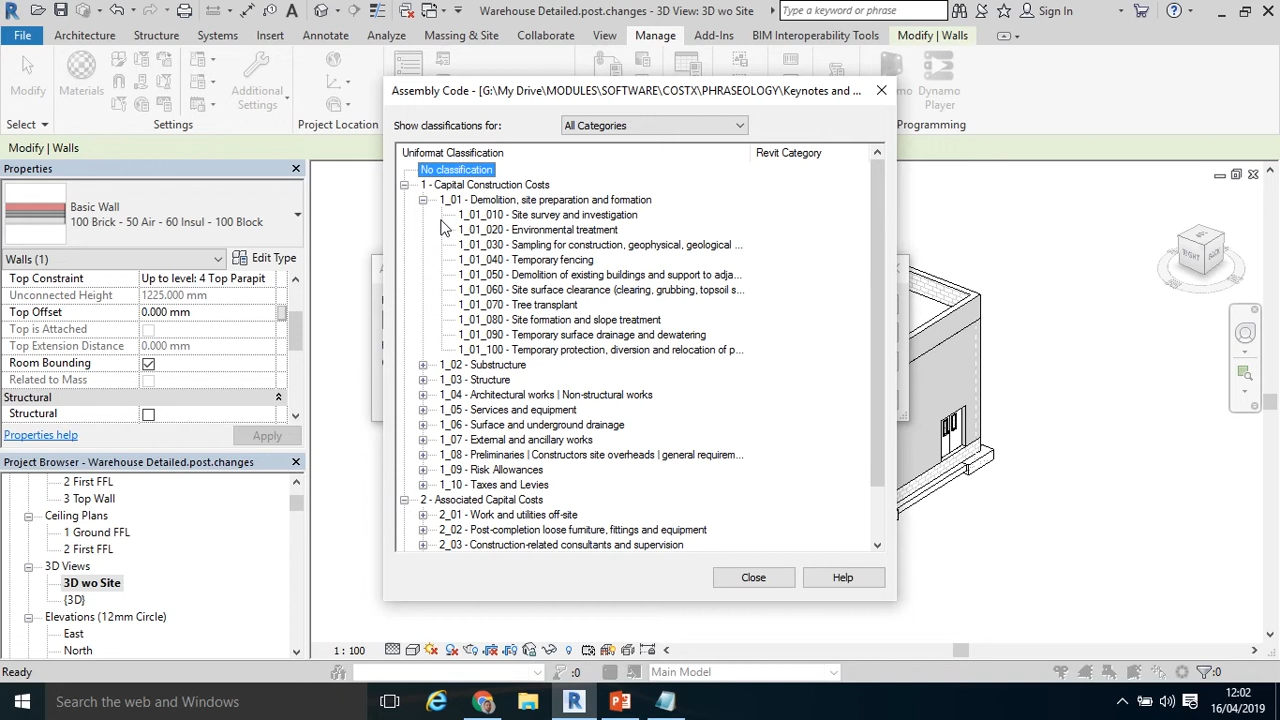 Warehouse Detailed.post.changes - 3D View: 3D wo Site
Type a keyword or phrase
Sign In
File Architecture Structure Systems Insert Annotate Analyze Massing & Site Collaborate View Manage Add-Ins BIM Interoperability Tools Modify | Walls
Modify Materials Additional Settings Dynamo Player
Select Settings Project Location Programming
Modify | Walls
Properties
Basic Wall
100 Brick - 50 Air - 60 Insul - 100 Block
Walls (1) Edit Type
Top Constraint Up to level: 4 Top Parapit
Unconnected Height 1225.000 mm
Top Offset 0.000 mm
Top is Attached
Top Extension Distance 0.000 mm
Room Bounding
Related to Mass
Structural
Structural
Properties help Apply
Project Browser - Warehouse Detailed.post.changes
2 First FFL
3 Top Wall
Ceiling Plans
1 Ground FFL
2 First FFL
3D Views
3D wo Site
{3D}
Elevations (12mm Circle)
East
North
Assembly Code - [G:\My Drive\MODULES\SOFTWARE\COSTX\PHRASEOLOGY\Keynotes and ...
Show classifications for: All Categories
Uniformat Classification Revit Category
No classification
1 - Capital Construction Costs
1_01 - Demolition, site preparation and formation
1_01_010 - Site survey and investigation
1_01_020 - Environmental treatment
1_01_030 - Sampling for construction, geophysical, geological ...
1_01_040 - Temporary fencing
1_01_050 - Demolition of existing buildings and support to adja...
1_01_060 - Site surface clearance (clearing, grubbing, topsoil s...
1_01_070 - Tree transplant
1_01_080 - Site formation and slope treatment
1_01_090 - Temporary surface drainage and dewatering
1_01_100 - Temporary protection, diversion and relocation of p...
1_02 - Substructure
1_03 - Structure
1_04 - Architectural works | Non-structural works
1_05 - Services and equipment
1_06 - Surface and underground drainage
1_07 - External and ancillary works
1_08 - Preliminaries | Constructors site overheads | general requirem...
1_09 - Risk Allowances
1_10 - Taxes and Levies
2 - Associated Capital Costs
2_01 - Work and utilities off-site
2_02 - Post-completion loose furniture, fittings and equipment
2_03 - Construction-related consultants and supervision
Close Help
RIGHT BACK
1 : 100
Ready
:0
Main Model
:0
Search the web and Windows
12:02
16/04/2019